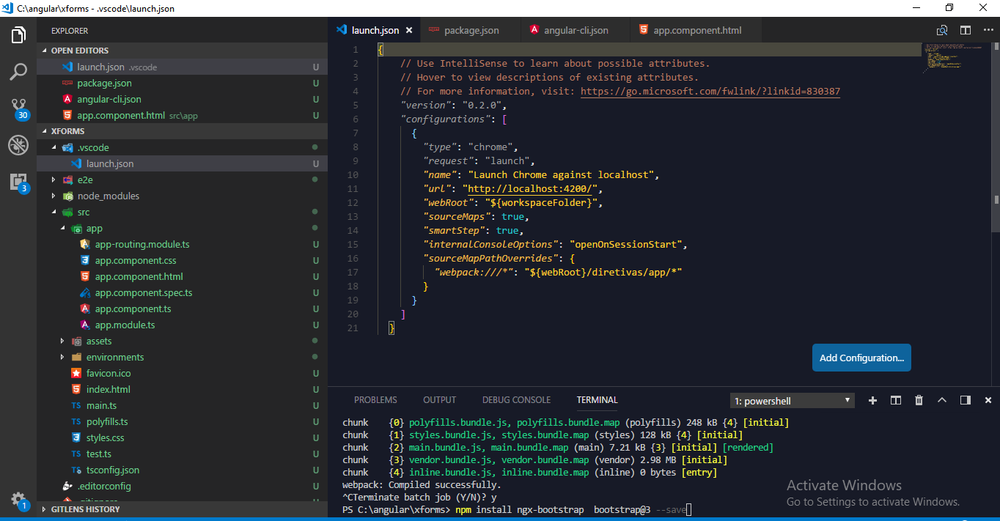 C:\angular\xforms - .vscode\launch.json
EXPLORER
OPEN EDITORS
launch.json .vscode U
package.json U
angular-cli.json U
app.component.html src\app U
XFORMS
.vscode
launch.json U
e2e
node_modules
src
app
app-routing.module.ts U
app.component.css U
app.component.html U
app.component.spec.ts U
app.component.ts U
app.module.ts U
assets
environments
favicon.ico U
index.html U
main.ts U
polyfills.ts U
styles.css U
test.ts U
tsconfig.json U
.editorconfig U
.gitignore U
GITLENS HISTORY
30
3
1
launch.json package.json angular-cli.json app.component.html
1 {
2 // Use IntelliSense to learn about possible attributes.
3 // Hover to view descriptions of existing attributes.
4 // For more information, visit: https://go.microsoft.com/fwlink/?linkid=830387
5 "version": "0.2.0",
6 "configurations": [
7 {
8 "type": "chrome",
9 "request": "launch",
10 "name": "Launch Chrome against localhost",
11 "url": "http://localhost:4200/",
12 "webRoot": "${workspaceFolder}",
13 "sourceMaps": true,
14 "smartStep": true,
15 "internalConsoleOptions": "openOnSessionStart",
16 "sourceMapPathOverrides": {
17 "webpack:///*": "${webRoot}/diretivas/app/*"
18 }
19 }
20 ]
21 }
Add Configuration...
PROBLEMS OUTPUT DEBUG CONSOLE TERMINAL 1: powershell
chunk {0} polyfills.bundle.js, polyfills.bundle.map (polyfills) 248 kB {4} [initial]
chunk {1} styles.bundle.js, styles.bundle.map (styles) 128 kB {4} [initial]
chunk {2} main.bundle.js, main.bundle.map (main) 7.21 kB {3} [initial] [rendered]
chunk {3} vendor.bundle.js, vendor.bundle.map (vendor) 2.98 MB [initial]
chunk {4} inline.bundle.js, inline.bundle.map (inline) 0 bytes [entry]
webpack: Compiled successfully.
^CTerminate batch job (Y/N)? y
PS C:\angular\xforms> npm install ngx-bootstrap bootstrap@3 --save
Activate Windows
Go to Settings to activate Windows.